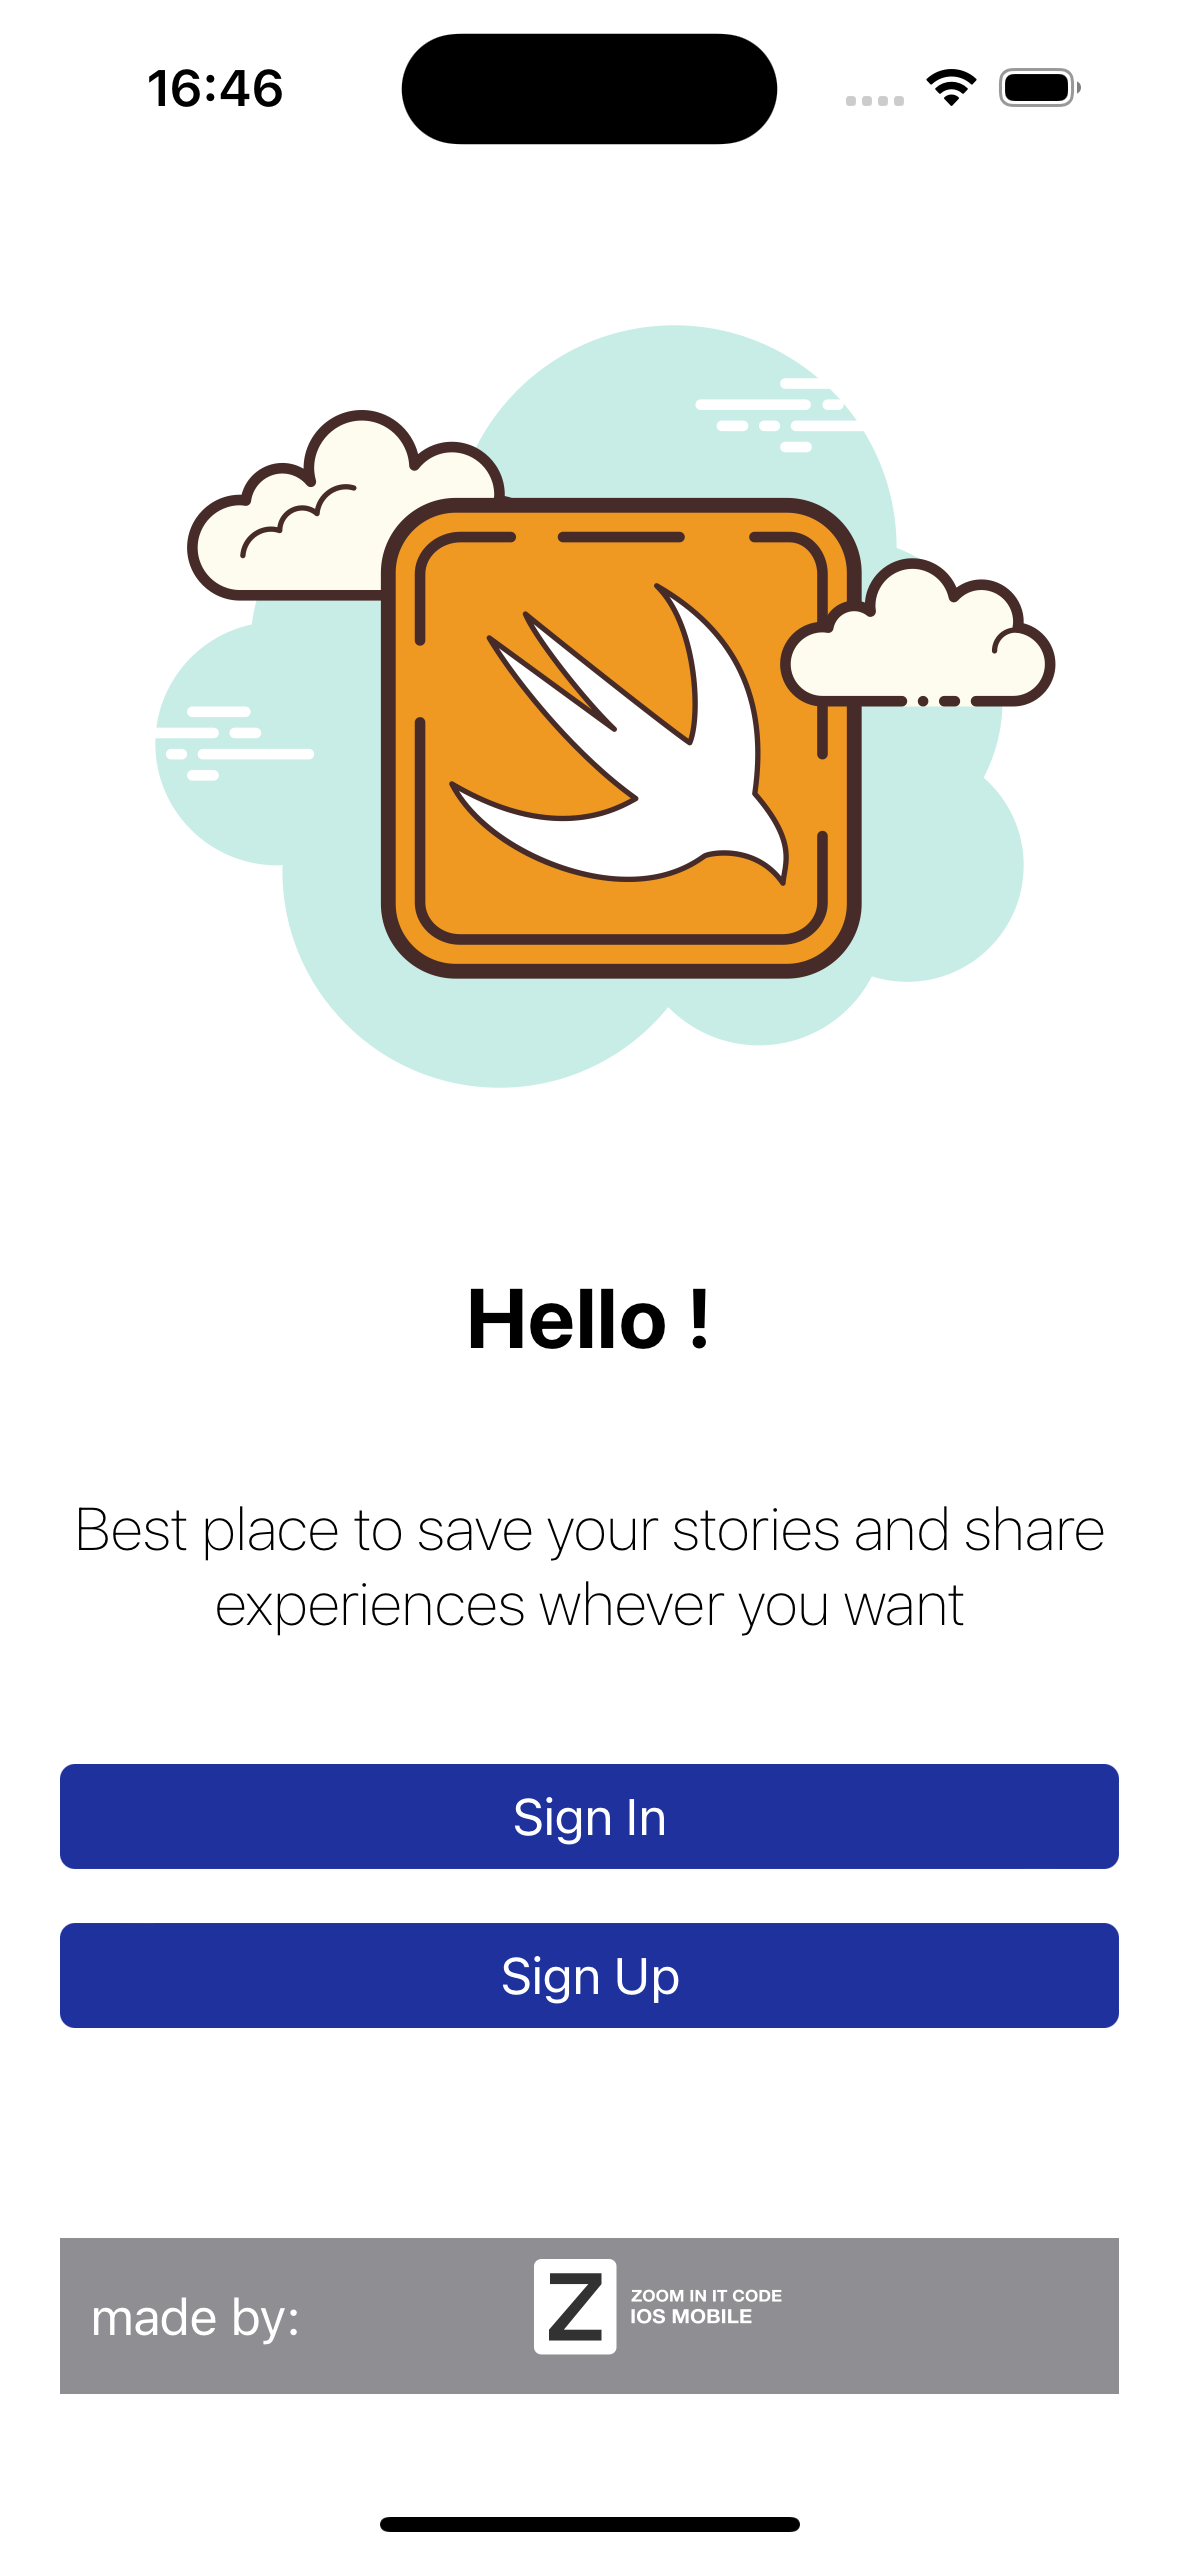 16:46
Hello !
Best place to save your stories and share
experiences whever you want
Sign In
Sign Up
made by:
Z
ZOOM IN IT CODE
IOS MOBILE